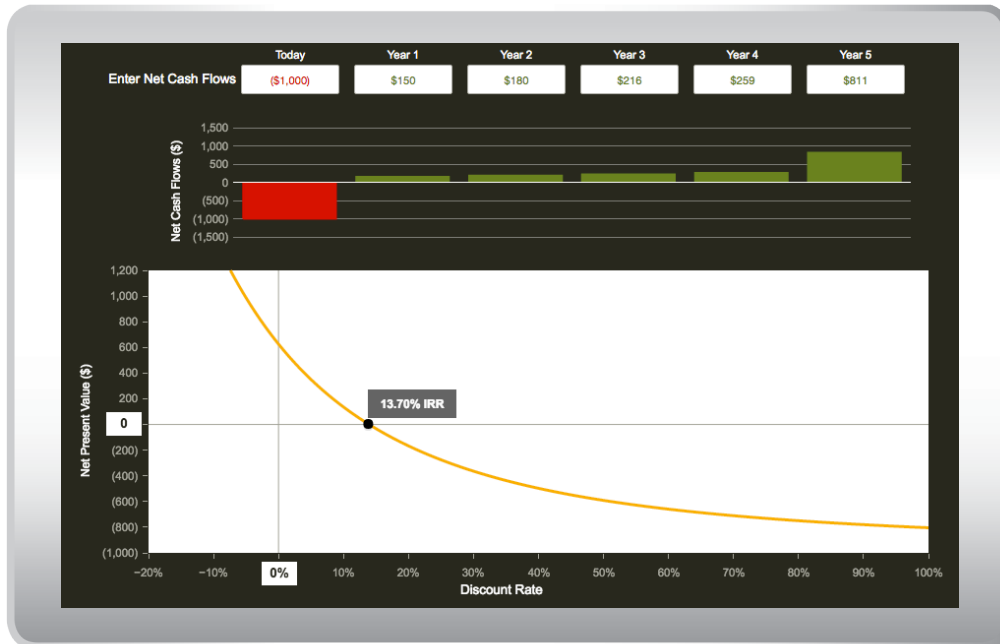 Today Year 1 Year 2 Year 3 Year 4 Year 5
Enter Net Cash Flows ($1,000) $150 $180 $216 $259 $811
Net Cash Flows ($)
1,500
1,000
500
0
(500)
(1,000)
(1,500)
Net Present Value ($)
1,200
1,000
800
600
400
200
0
(200)
(400)
(600)
(800)
(1,000)
13.70% IRR
−20% −10% 0% 10% 20% 30% 40% 50% 60% 70% 80% 90% 100%
Discount Rate